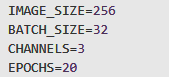 IMAGE_SIZE=256
BATCH_SIZE=32
CHANNELS=3
EPOCHS=20